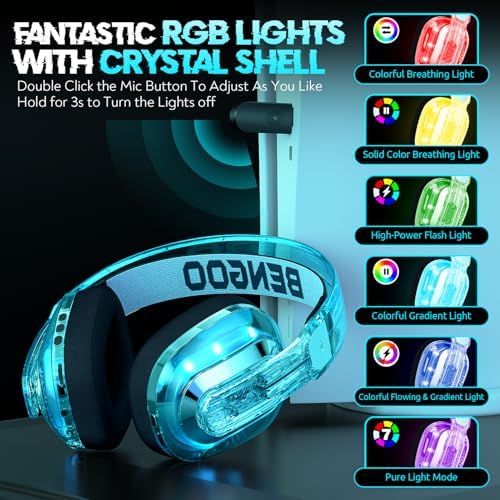 FANTASTIC RGB LIGHTS
WITH CRYSTAL SHELL
Double Click the Mic Button To Adjust As You Like
Hold for 3s to Turn the Lights off
BENGOO
Colorful Breathing Light
Solid Color Breathing Light
High-Power Flash Light
Colorful Gradient Light
Colorful Flowing & Gradient Light
7
Pure Light Mode